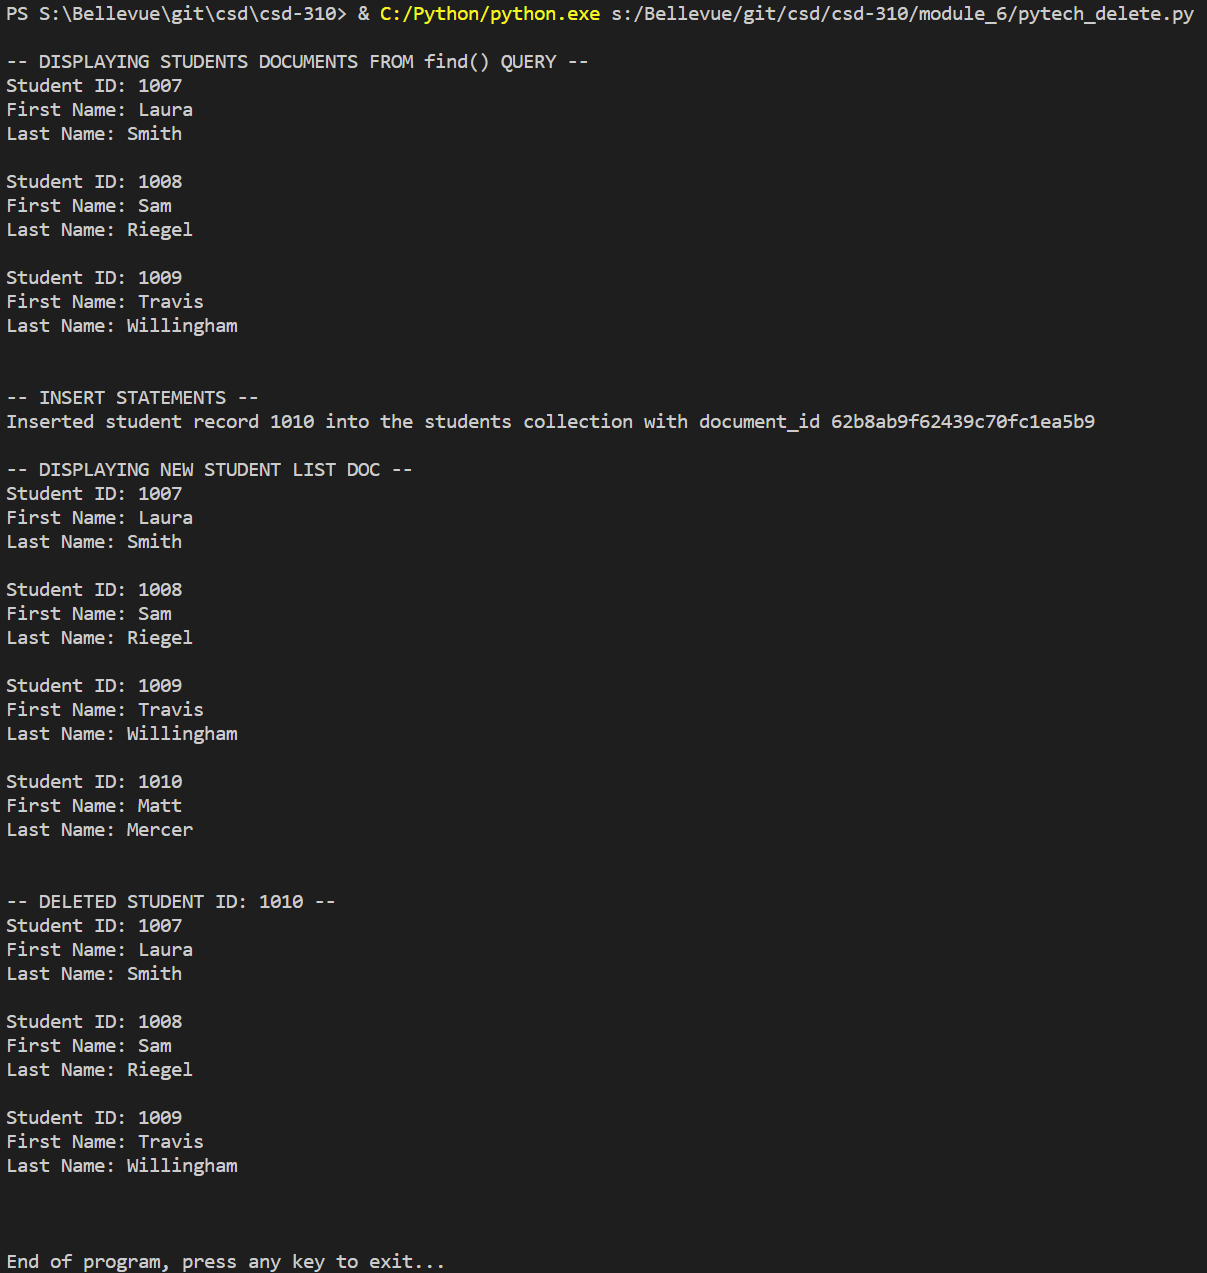 PS S:\Bellevue\git\csd\csd-310> & C:/Python/python.exe s:/Bellevue/git/csd/csd-310/module_6/pytech_delete.py
-- DISPLAYING STUDENTS DOCUMENTS FROM find() QUERY --
Student ID: 1007
First Name: Laura
Last Name: Smith
Student ID: 1008
First Name: Sam
Last Name: Riegel
Student ID: 1009
First Name: Travis
Last Name: Willingham
-- INSERT STATEMENTS --
Inserted student record 1010 into the students collection with document_id 62b8ab9f62439c70fc1ea5b9
-- DISPLAYING NEW STUDENT LIST DOC --
Student ID: 1007
First Name: Laura
Last Name: Smith
Student ID: 1008
First Name: Sam
Last Name: Riegel
Student ID: 1009
First Name: Travis
Last Name: Willingham
Student ID: 1010
First Name: Matt
Last Name: Mercer
-- DELETED STUDENT ID: 1010 --
Student ID: 1007
First Name: Laura
Last Name: Smith
Student ID: 1008
First Name: Sam
Last Name: Riegel
Student ID: 1009
First Name: Travis
Last Name: Willingham
End of program, press any key to exit...